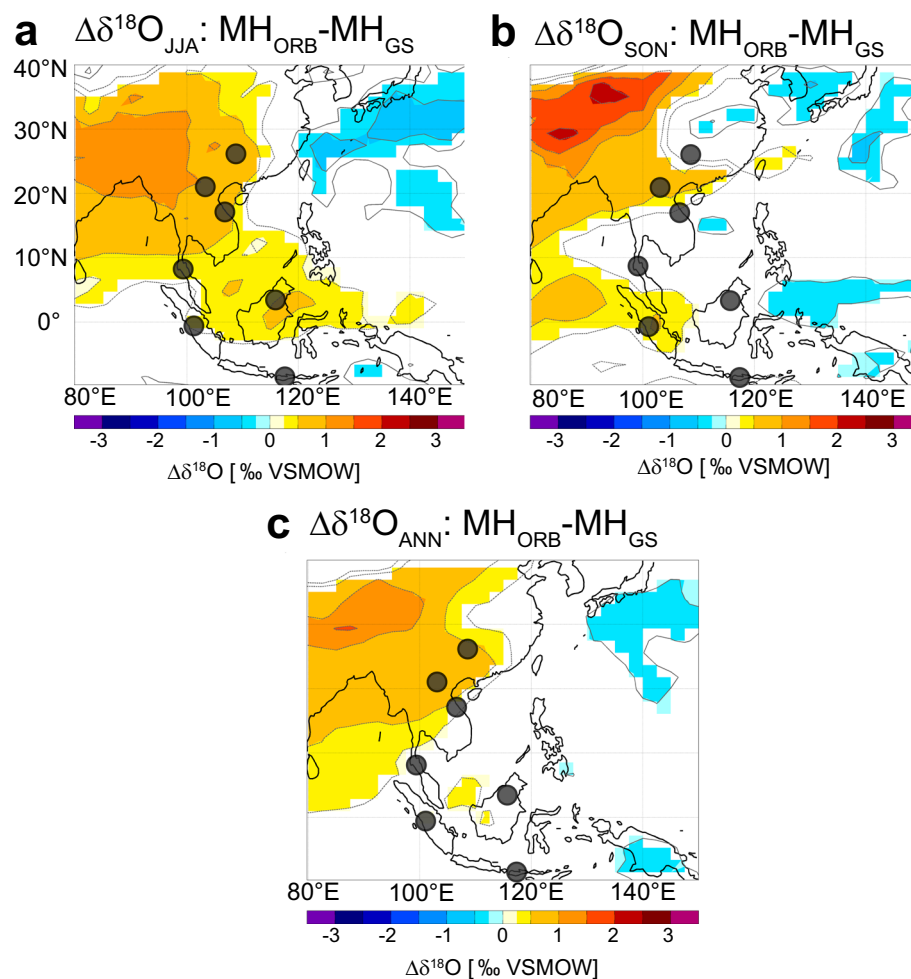 a Δδ¹⁸O_JJA: MH_ORB-MH_GS
40°N
30°
20°
10°N
0°
80°E 100°E 120°E 140°E
-3 -2 -1 0 1 2 3
Δδ¹⁸O [ ‰ VSMOW]
b Δδ¹⁸O_SON: MH_ORB-MH_GS
80°E 100°E 120°E 140°E
-3 -2 -1 0 1 2 3
Δδ¹⁸O [ ‰ VSMOW]
c Δδ¹⁸O_ANN: MH_ORB-MH_GS
80°E 100°E 120°E 140°E
-3 -2 -1 0 1 2 3
Δδ¹⁸O [ ‰ VSMOW]